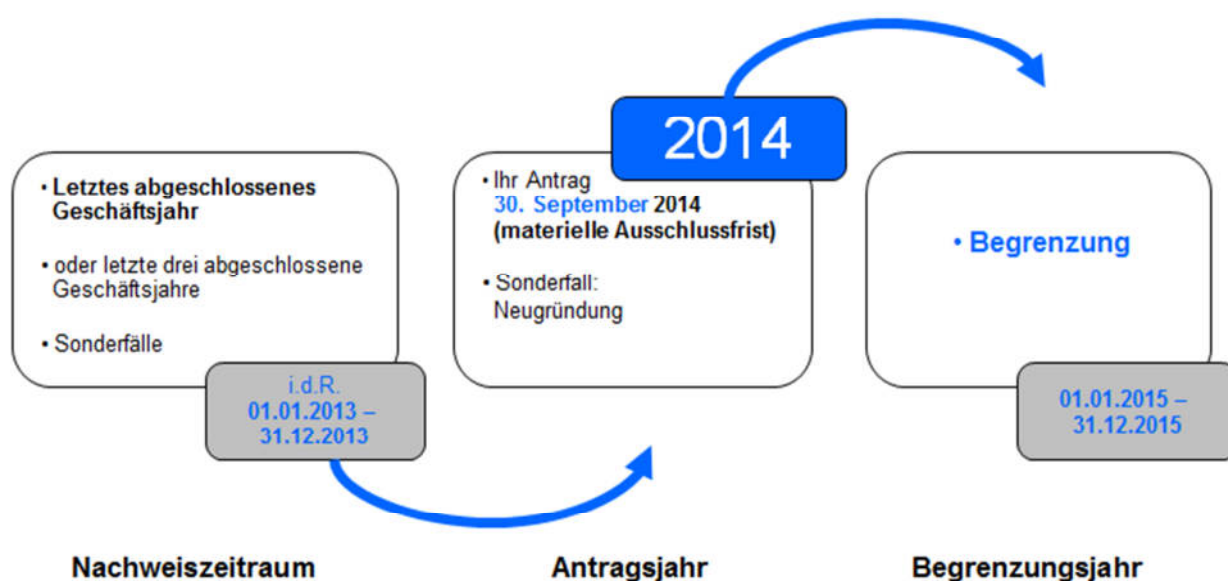 2014
• Letztes abgeschlossenes
Geschäftsjahr
• oder letzte drei abgeschlossene
Geschäftsjahre
• Sonderfälle
i.d.R.
01.01.2013 –
31.12.2013
• Ihr Antrag
30. September 2014
(materielle Ausschlussfrist)
• Sonderfall:
Neugründung
• Begrenzung
01.01.2015 –
31.12.2015
Nachweiszeitraum
Antragsjahr
Begrenzungsjahr